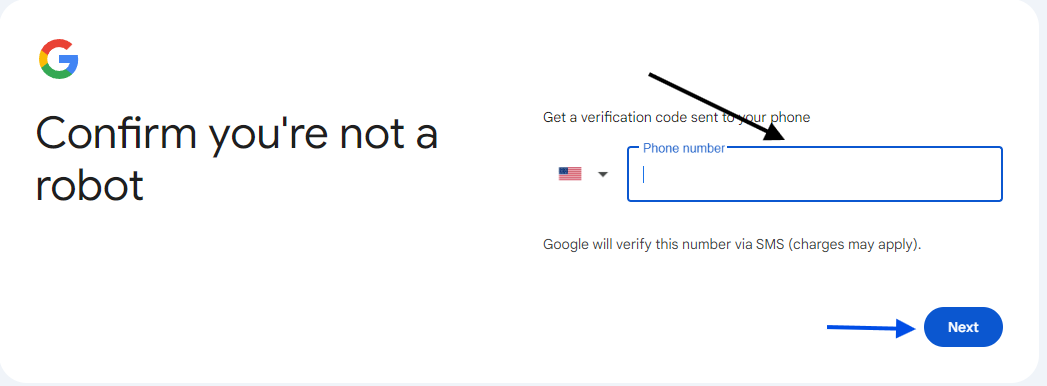 Confirm you're not a
robot
Get a verification code sent to your phone
Phone number
Google will verify this number via SMS (charges may apply).
Next